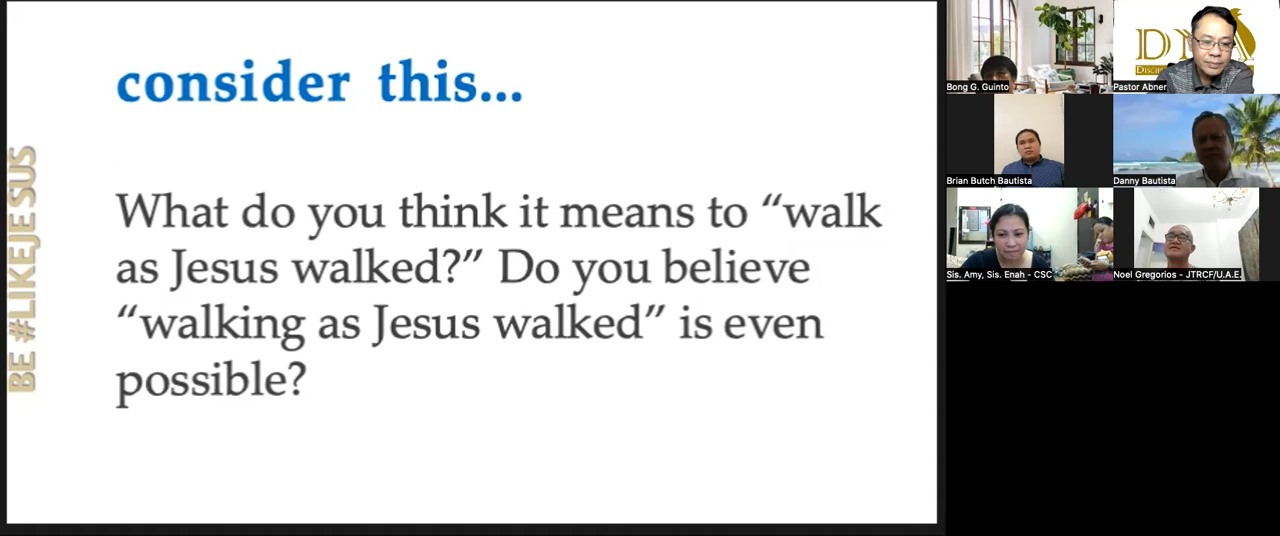 consider this...
What do you think it means to “walk
as Jesus walked?” Do you believe
“walking as Jesus walked” is even
possible?
BE #LIKEJESUS
Bong G. Guinto
Pastor Abner
Brian Butch Bautista
Danny Bautista
Sis. Amy, Sis. Enah - CSC
Noel Gregorios - JTRCF/U.A.E.